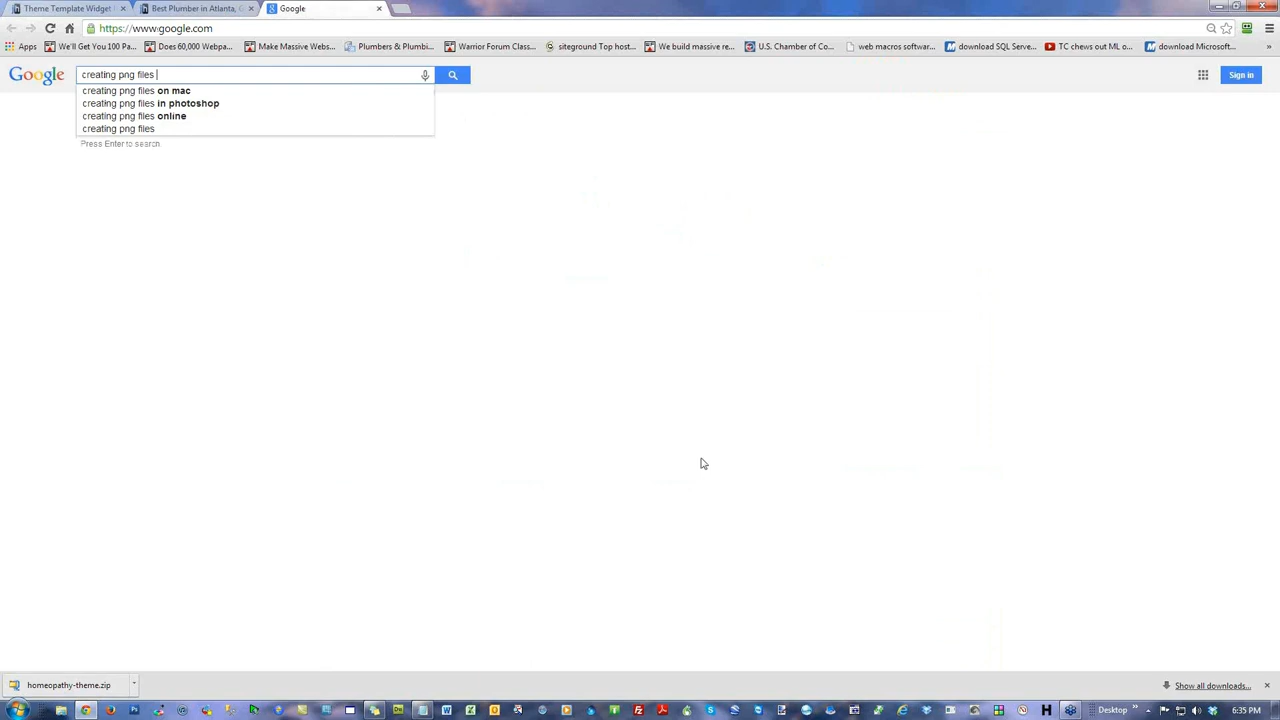 Theme Template Widget Best Plumber in Atlanta, G Google
https://www.google.com
Apps We'll Get You 100 Pa... Does 60,000 Webpa... Make Massive Webs... Plumbers & Plumbi... Warrior Forum Class... siteground Top host... We build massive re... U.S. Chamber of Co... web macros softwar... download SQL Serve... TC chews out ML o... download Microsoft...
Google creating png files Sign in
creating png files on mac
creating png files in photoshop
creating png files online
creating png files
Press Enter to search.
homeopathy-theme.zip Show all downloads...
Desktop 6:35 PM